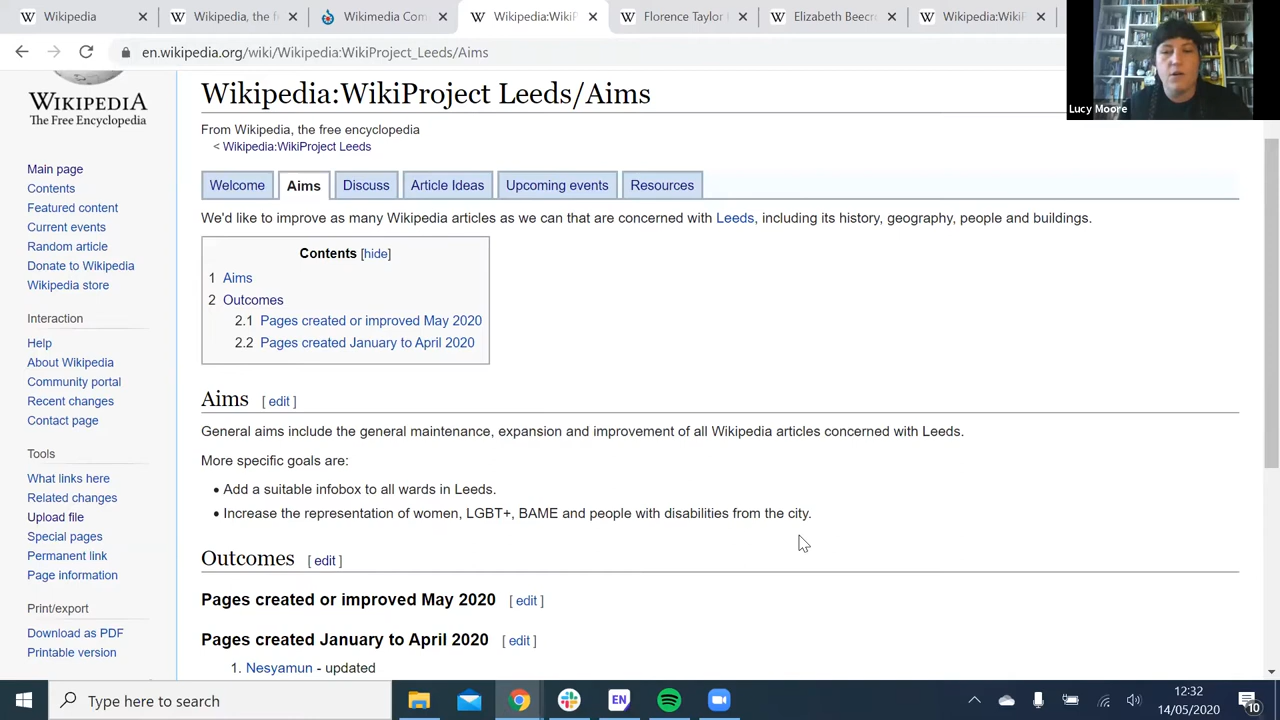 Wikipedia
Wikipedia, the f
Wikimedia Com
Wikipedia:WikiP
Florence Taylor
Elizabeth Beec
Wikipedia:WikiP
en.wikipedia.org/wiki/Wikipedia:WikiProject_Leeds/Aims
Lucy Moore
WIKIPEDIA
The Free Encyclopedia
Main page
Contents
Featured content
Current events
Random article
Donate to Wikipedia
Wikipedia store
Interaction
Help
About Wikipedia
Community portal
Recent changes
Contact page
Tools
What links here
Related changes
Upload file
Special pages
Permanent link
Page information
Print/export
Download as PDF
Printable version
Wikipedia:WikiProject Leeds/Aims
From Wikipedia, the free encyclopedia
< Wikipedia:WikiProject Leeds
Welcome Aims Discuss Article Ideas Upcoming events Resources
We'd like to improve as many Wikipedia articles as we can that are concerned with Leeds, including its history, geography, people and buildings.
Contents [hide]
1 Aims
2 Outcomes
2.1 Pages created or improved May 2020
2.2 Pages created January to April 2020
Aims [ edit ]
General aims include the general maintenance, expansion and improvement of all Wikipedia articles concerned with Leeds.
More specific goals are:
• Add a suitable infobox to all wards in Leeds.
• Increase the representation of women, LGBT+, BAME and people with disabilities from the city.
Outcomes [ edit ]
Pages created or improved May 2020 [ edit ]
Pages created January to April 2020 [ edit ]
1. Nesyamun - updated
Type here to search
EN
12:32
14/05/2020
10